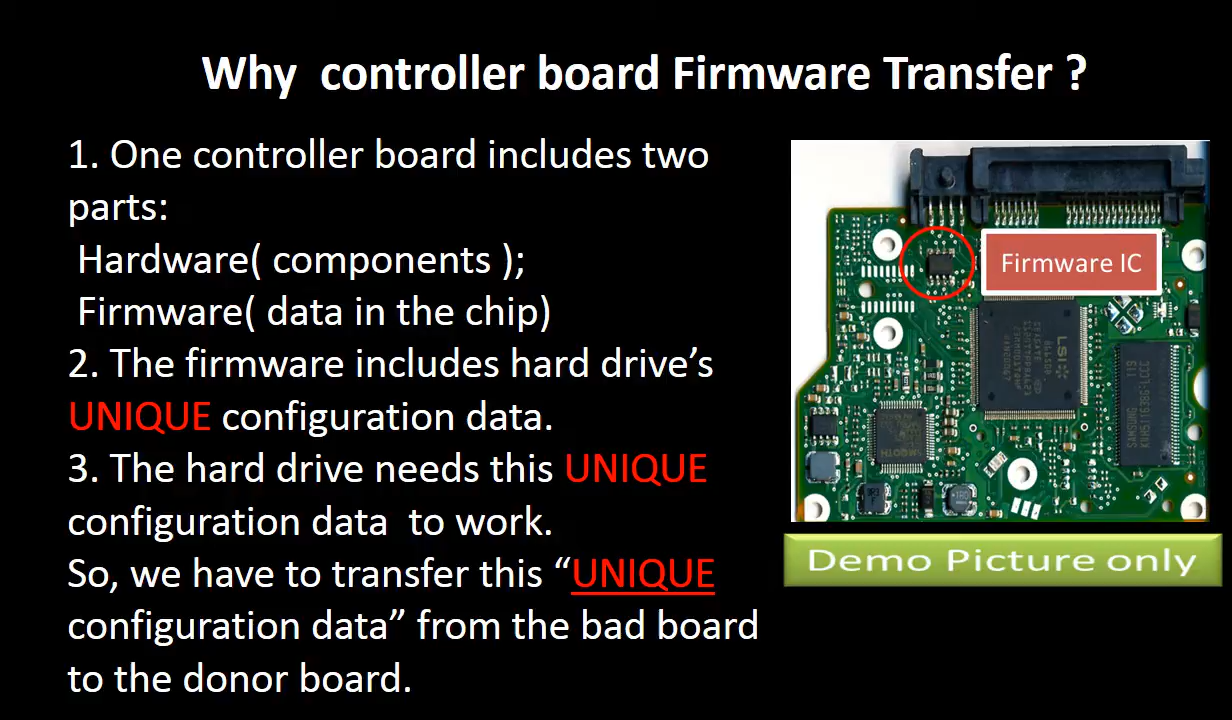 Why  controller board Firmware Transfer ?
1. One controller board includes two
parts:
Hardware( components );
Firmware( data in the chip)
2. The firmware includes hard drive’s
UNIQUE configuration data.
3. The hard drive needs this UNIQUE
configuration data  to work.
So, we have to transfer this “UNIQUE
configuration data” from the bad board
to the donor board.
Firmware IC
LSI
SAMSUNG
SMOOTH
Demo Picture only